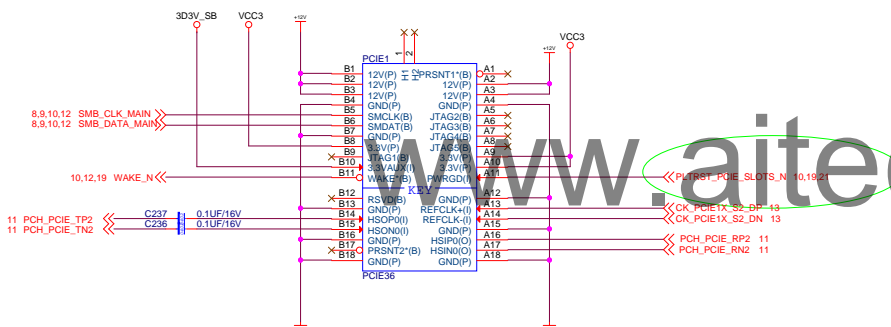 3D3V_SB VCC3 +12V
+12V VCC3
1 2
PCIE1
H1 H2
B1 12V(P) PRSNT1*(B) A1
B2 12V(P) 12V(P) A2
B3 12V(P) 12V(P) A3
B4 GND(P) GND(P) A4
8,9,10,12 SMB_CLK_MAIN B5 SMCLK(B) JTAG2(B) A5
8,9,10,12 SMB_DATA_MAIN B6 SMDAT(B) JTAG3(B) A6
B7 GND(P) JTAG4(B) A7
B8 3.3V(P) JTAG5(B) A8
B9 JTAG1(B) 3.3V(P) A9
B10 3.3VAUX(I) 3.3V(P) A10
10,12,19 WAKE_N B11 WAKE*(B) PWRGD(I) A11 PLTRST_PCIE_SLOTS_N 10,19,21
KEY
www.aite
B12 RSVD(B) GND(P) A12
B13 GND(P) REFCLK+(I) A13 CK_PCIE1X_S2_DP 13
11 PCH_PCIE_TP2 C237 0.1UF/16V B14 HSOP0(I) REFCLK-(I) A14 CK_PCIE1X_S2_DN 13
11 PCH_PCIE_TN2 C236 0.1UF/16V B15 HSON0(I) GND(P) A15
B16 GND(P) HSIP0(O) A16 PCH_PCIE_RP2 11
B17 PRSNT2*(B) HSIN0(O) A17 PCH_PCIE_RN2 11
B18 GND(P) GND(P) A18
PCIE36